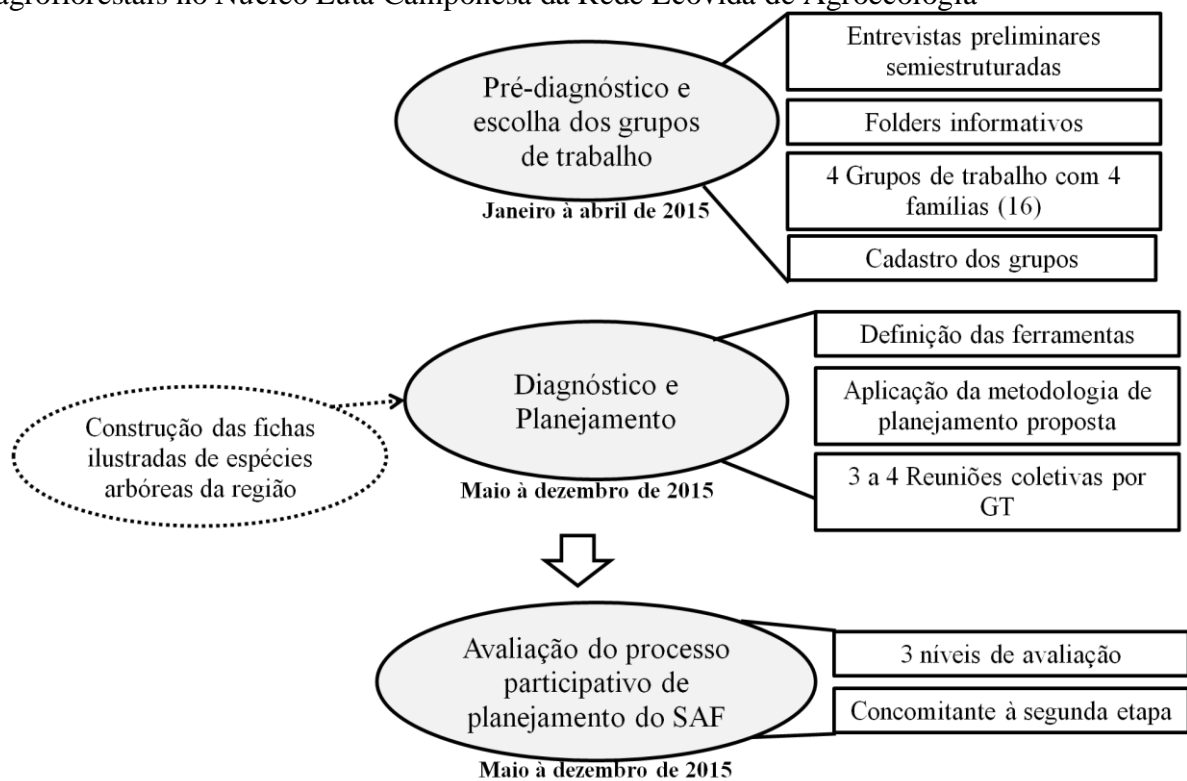 agroflorestais no Núcleo Luta Camponesa da Rede Ecovida de Agroecologia
Pré-diagnóstico e
escolha dos grupos
de trabalho
Janeiro à abril de 2015
Entrevistas preliminares
semiestruturadas
Folders informativos
4 Grupos de trabalho com 4
famílias (16)
Cadastro dos grupos
Construção das fichas
ilustradas de espécies
arbóreas da região
Diagnóstico e
Planejamento
Maio à dezembro de 2015
Definição das ferramentas
Aplicação da metodologia de
planejamento proposta
3 a 4 Reuniões coletivas por
GT
Avaliação do processo
participativo de
planejamento do SAF
Maio à dezembro de 2015
3 níveis de avaliação
Concomitante à segunda etapa